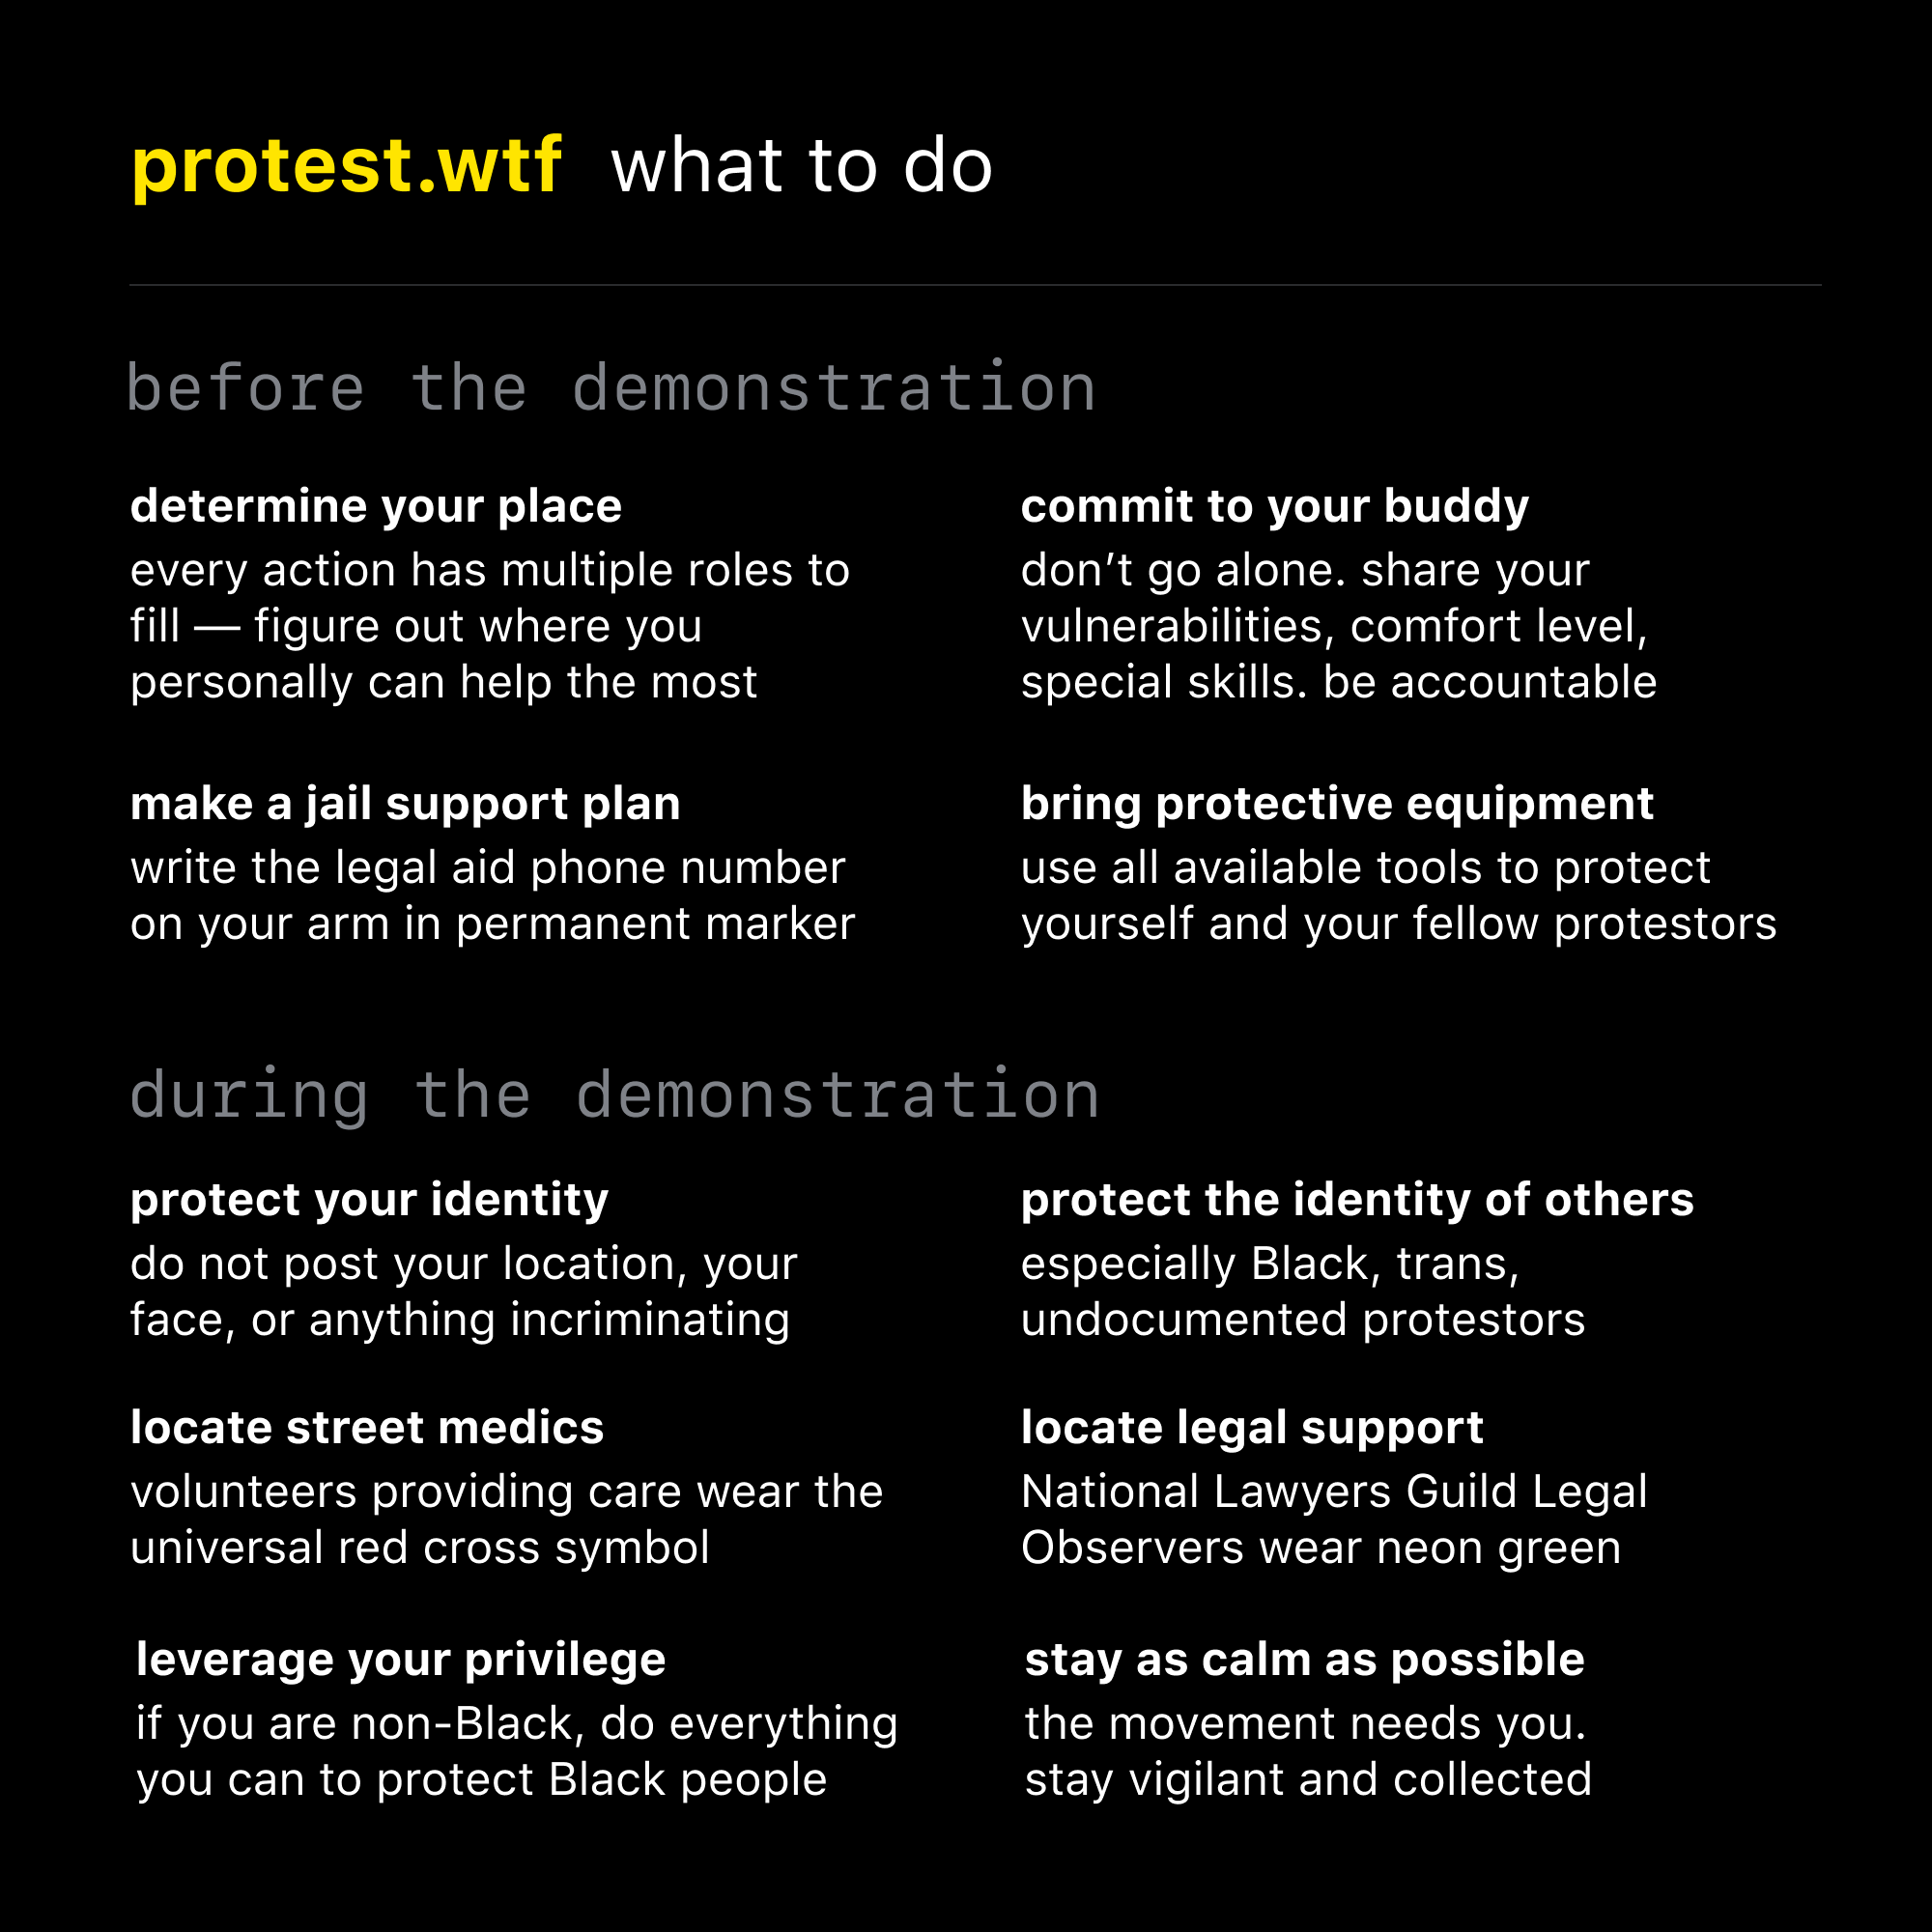 protest.wtf what to do
before the demonstration
determine your place
every action has multiple roles to
fill — figure out where you
personally can help the most
commit to your buddy
don’t go alone. share your
vulnerabilities, comfort level,
special skills. be accountable
make a jail support plan
write the legal aid phone number
on your arm in permanent marker
bring protective equipment
use all available tools to protect
yourself and your fellow protestors
during the demonstration
protect your identity
do not post your location, your
face, or anything incriminating
protect the identity of others
especially Black, trans,
undocumented protestors
locate street medics
volunteers providing care wear the
universal red cross symbol
locate legal support
National Lawyers Guild Legal
Observers wear neon green
leverage your privilege
if you are non-Black, do everything
you can to protect Black people
stay as calm as possible
the movement needs you.
stay vigilant and collected